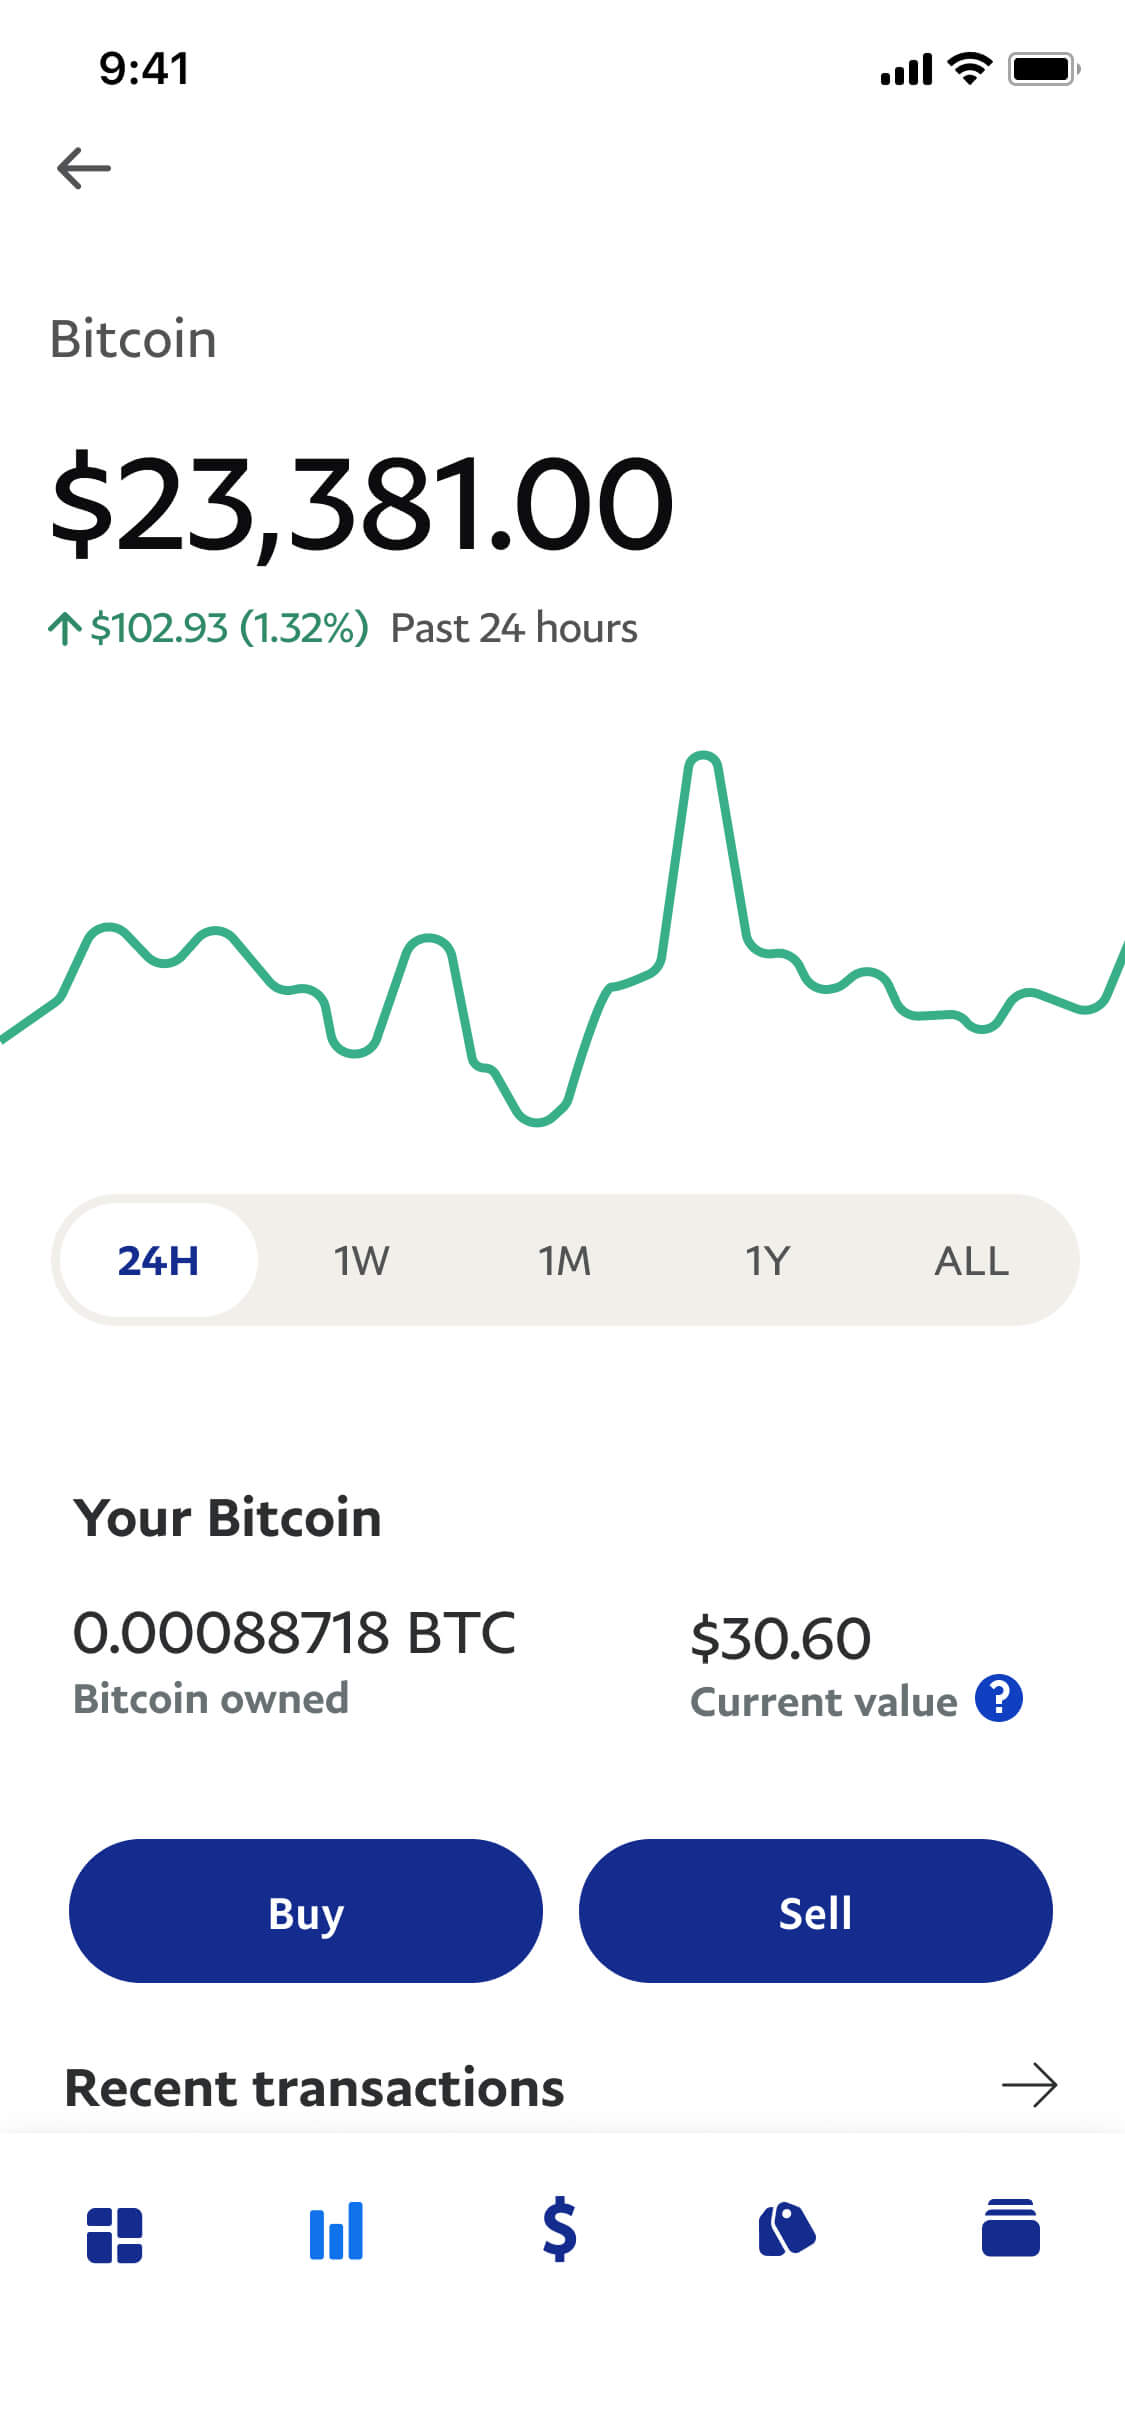 9:41
Bitcoin
$23,381.00
↑ $102.93 (1.32%) Past 24 hours
24H 1W 1M 1Y ALL
Your Bitcoin
0.00088718 BTC $30.60
Bitcoin owned Current value ?
Buy Sell
Recent transactions
$